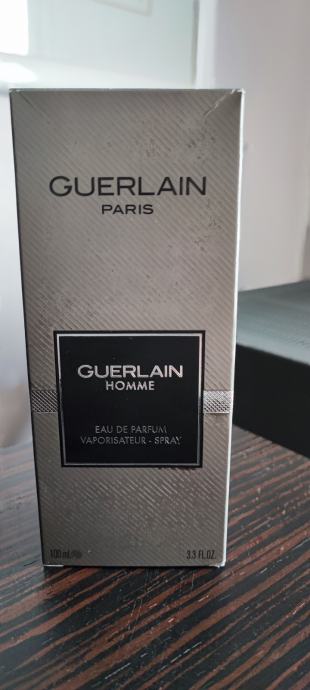 GUERLAIN
PARIS
GUERLAIN
HOMME
EAU DE PARFUM
VAPORISATEUR - SPRAY
100 ml/℮ 3.3 FL.OZ.